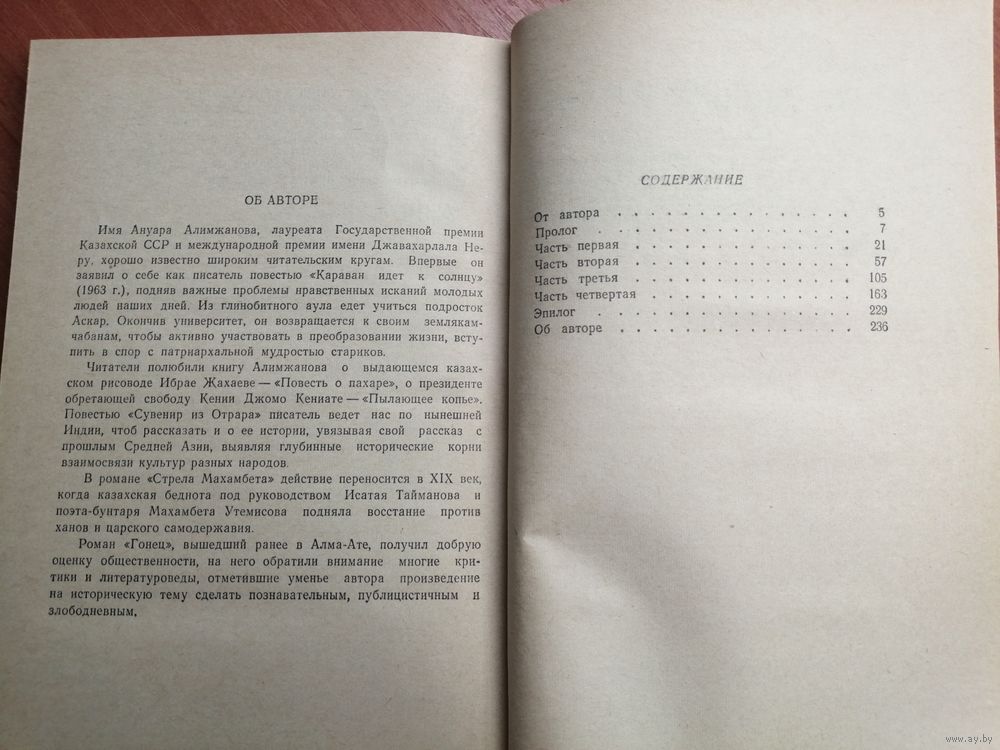 ОБ АВТОРЕ
Имя Ануара Алимжанова, лауреата Государственной премии
Казахской ССР и международной премии имени Джавахарлала Не-
ру, хорошо известно широким читательским кругам. Впервые он
заявил о себе как писатель повестью «Караван идет к солнцу»
(1963 г.), подняв важные проблемы нравственных исканий молодых
людей наших дней. Из глинобитного аула едет учиться подросток
Аскар. Окончив университет, он возвращается к своим землякам-
чабанам, чтобы активно участвовать в преобразовании жизни, всту-
пить в спор с патриархальной мудростью стариков.
Читатели полюбили книгу Алимжанова о выдающемся казах-
ском рисоводе Ибрае Жахаеве — «Повесть о пахаре», о президенте
обретающей свободу Кении Джомо Кениате — «Пылающее копье».
Повестью «Сувенир из Отрара» писатель ведет нас по нынешней
Индии, чтоб рассказать и о ее истории, увязывая свой рассказ с
прошлым Средней Азии, выявляя глубинные исторические корни
взаимосвязи культур разных народов.
В романе «Стрела Махамбета» действие переносится в XIX век,
когда казахская беднота под руководством Исатая Тайманова и
поэта-бунтаря Махамбета Утемисова подняла восстание против
ханов и царского самодержавия.
Роман «Гонец», вышедший ранее в Алма-Ате, получил добрую
оценку общественности, на него обратили внимание многие кри-
тики и литературоведы, отметившие уменье автора произведение
на историческую тему сделать познавательным, публицистичным и
злободневным.
СОДЕРЖАНИЕ
От автора . . . . . . . . . . . . 5
Пролог . . . . . . . . . . . . 7
Часть первая . . . . . . . . . . . 21
Часть вторая . . . . . . . . . . . 57
Часть третья . . . . . . . . . . . 105
Часть четвертая . . . . . . . . . . 163
Эпилог . . . . . . . . . . . . 229
Об авторе . . . . . . . . . . . . 236
www.ay.by